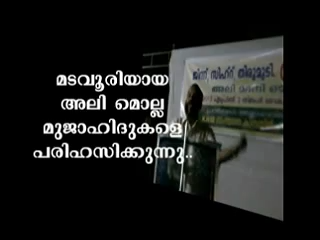 ജിന്ന് സിഹ്റ് തിരുമുടി.
മടവൂരിയായ
അലി മൊല്ല
മുജാഹിദുകളെ
പരിഹസിക്കുന്നു..